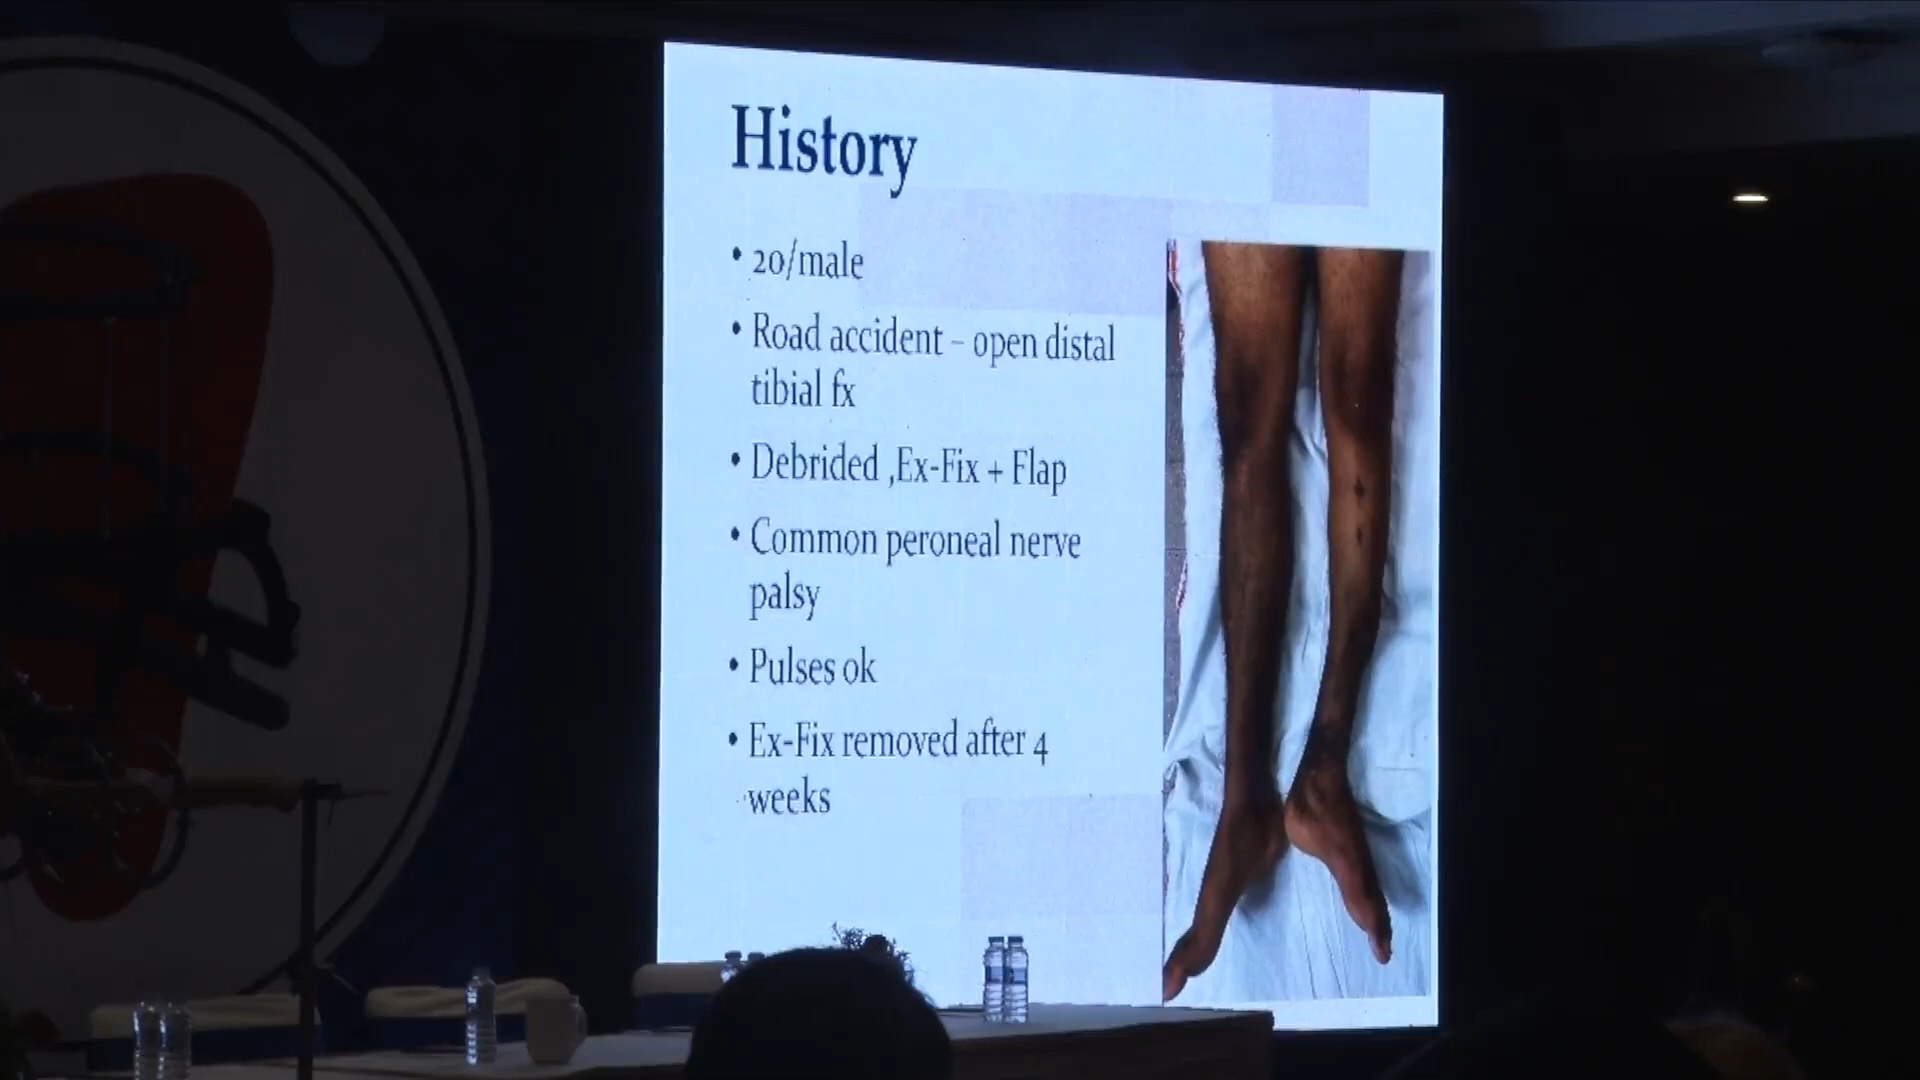 History
• 20/male
• Road accident – open distal
tibial fx
• Debrided ,Ex-Fix + Flap
• Common peroneal nerve
palsy
• Pulses ok
• Ex-Fix removed after 4
weeks